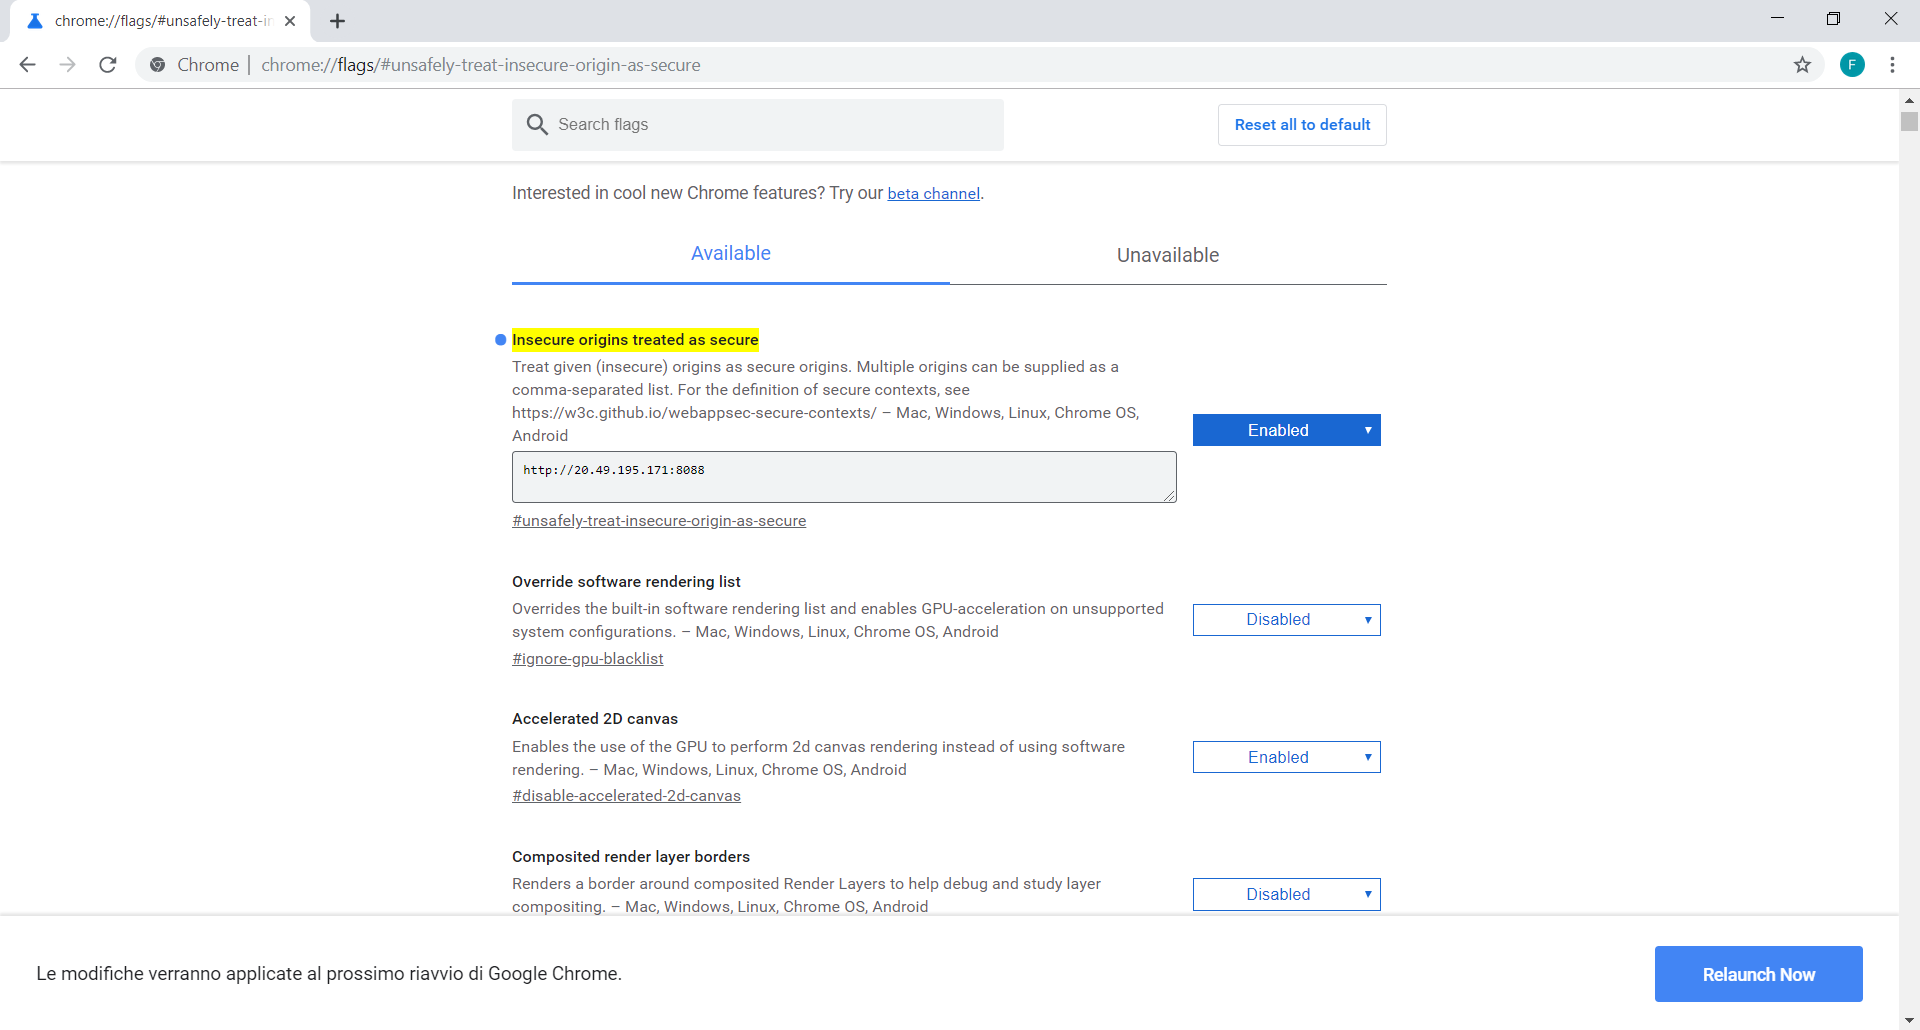 chrome://flags/#unsafely-treat-in
Chrome | chrome://flags/#unsafely-treat-insecure-origin-as-secure
F
Search flags
Reset all to default
Interested in cool new Chrome features? Try our beta channel.
Available
Unavailable
Insecure origins treated as secure
Treat given (insecure) origins as secure origins. Multiple origins can be supplied as a
comma-separated list. For the definition of secure contexts, see
https://w3c.github.io/webappsec-secure-contexts/ – Mac, Windows, Linux, Chrome OS,
Android
Enabled
http://20.49.195.171:8088
#unsafely-treat-insecure-origin-as-secure
Override software rendering list
Overrides the built-in software rendering list and enables GPU-acceleration on unsupported
system configurations. – Mac, Windows, Linux, Chrome OS, Android
Disabled
#ignore-gpu-blacklist
Accelerated 2D canvas
Enables the use of the GPU to perform 2d canvas rendering instead of using software
rendering. – Mac, Windows, Linux, Chrome OS, Android
Enabled
#disable-accelerated-2d-canvas
Composited render layer borders
Renders a border around composited Render Layers to help debug and study layer
compositing. – Mac, Windows, Linux, Chrome OS, Android
Disabled
Le modifiche verranno applicate al prossimo riavvio di Google Chrome.
Relaunch Now